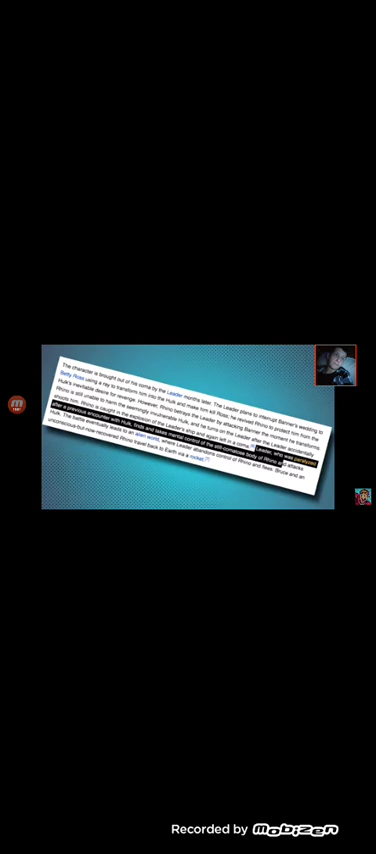 The character is brought out of his coma by the Leader months later. The Leader plans to interrupt Banner's wedding to
Betty Ross using a ray to transform him into the Hulk and make him kill Ross, he revived Rhino to protect him from the
Hulk's inevitable desire for revenge. However, Rhino betrays the Leader by attacking Banner the moment he transforms
Rhino is still unable to harm the seemingly invulnerable Hulk, and he turns on the Leader after the Leader accidentally
shoots him. Rhino is caught in the explosion of the Leader's ship and again left in a coma. Leader, who was paralyzed
after a previous encounter with Hulk, finds and takes mental control of the still-comatose body of Rhino and attacks
Hulk. The battle eventually leads to an alien world, where Leader abandons control of Rhino and flees. Bruce and an
unconscious-but-now-recovered Rhino travel back to Earth via a rocket.
Recorded by mobizen